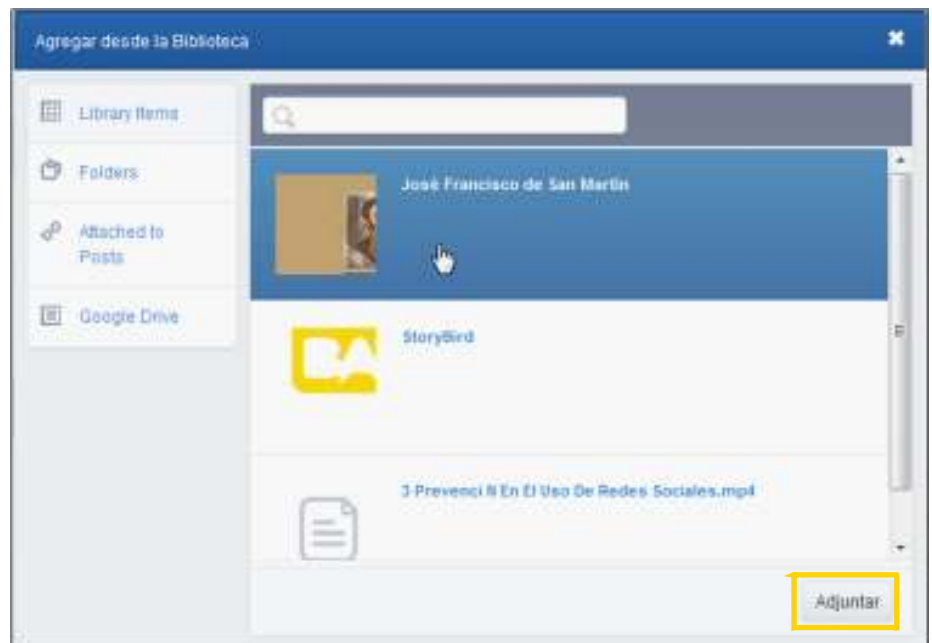 Agregar desde la Biblioteca
Library Items
Folders
Attached to
Posts
Google Drive
José Francisco de San Martín
StoryBird
3 Prevenci N En El Uso De Redes Sociales.mp4
Adjuntar